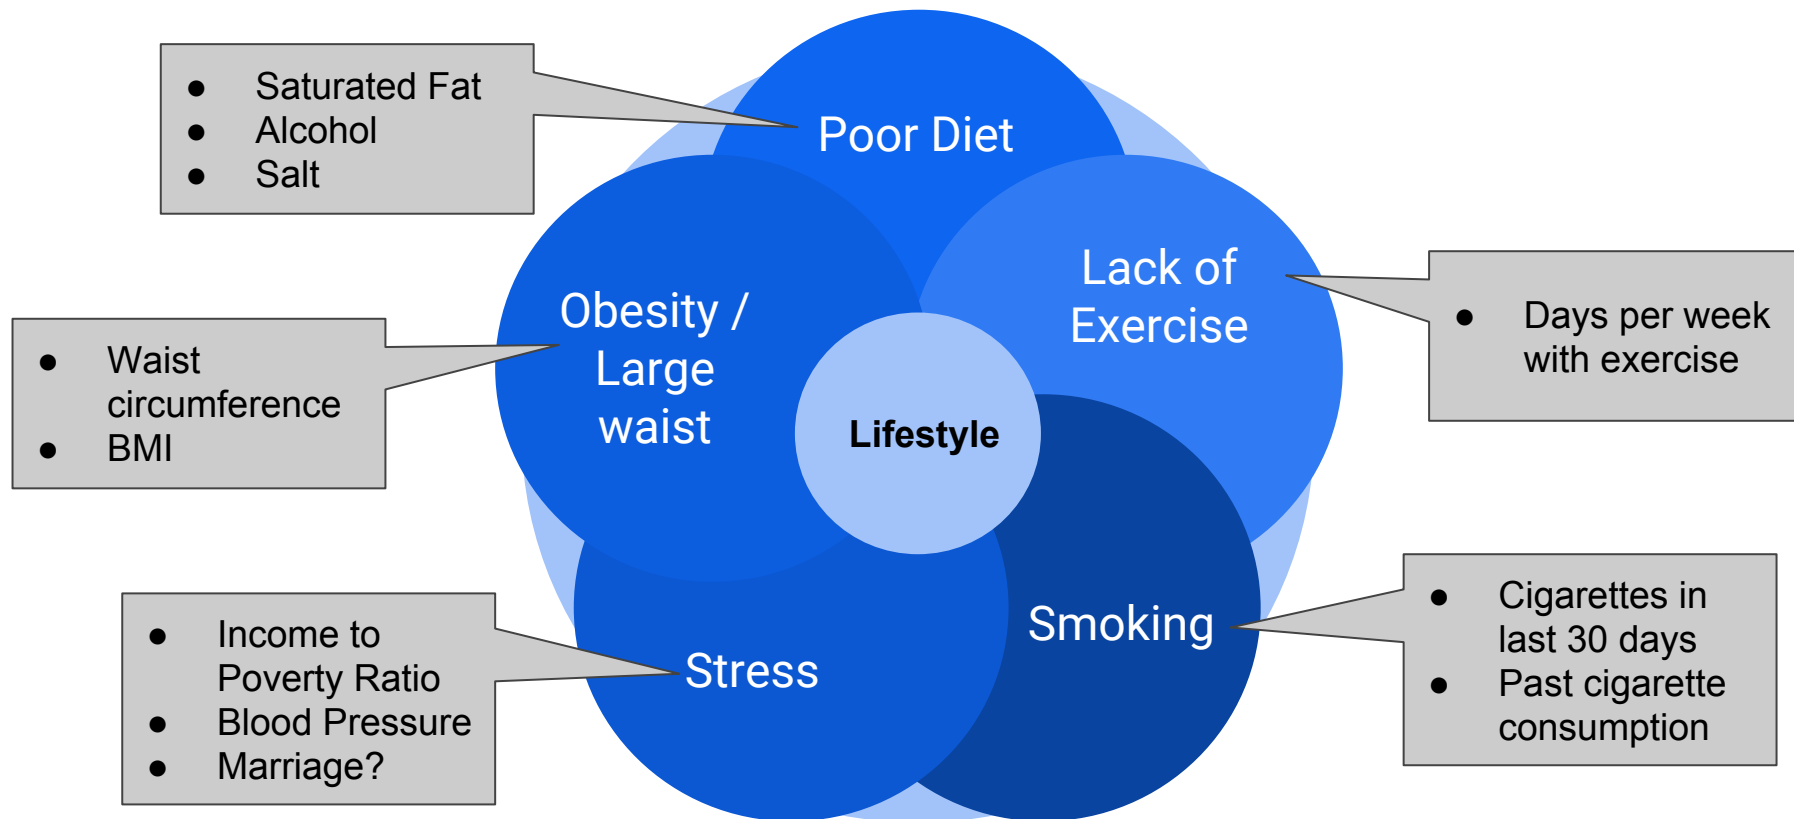 ● Saturated Fat
● Alcohol
● Salt
Poor Diet
Lack of
Exercise
● Days per week
with exercise
Obesity /
Large
waist
● Waist
circumference
● BMI
Lifestyle
● Income to
Poverty Ratio
● Blood Pressure
● Marriage?
Stress
Smoking
● Cigarettes in
last 30 days
● Past cigarette
consumption